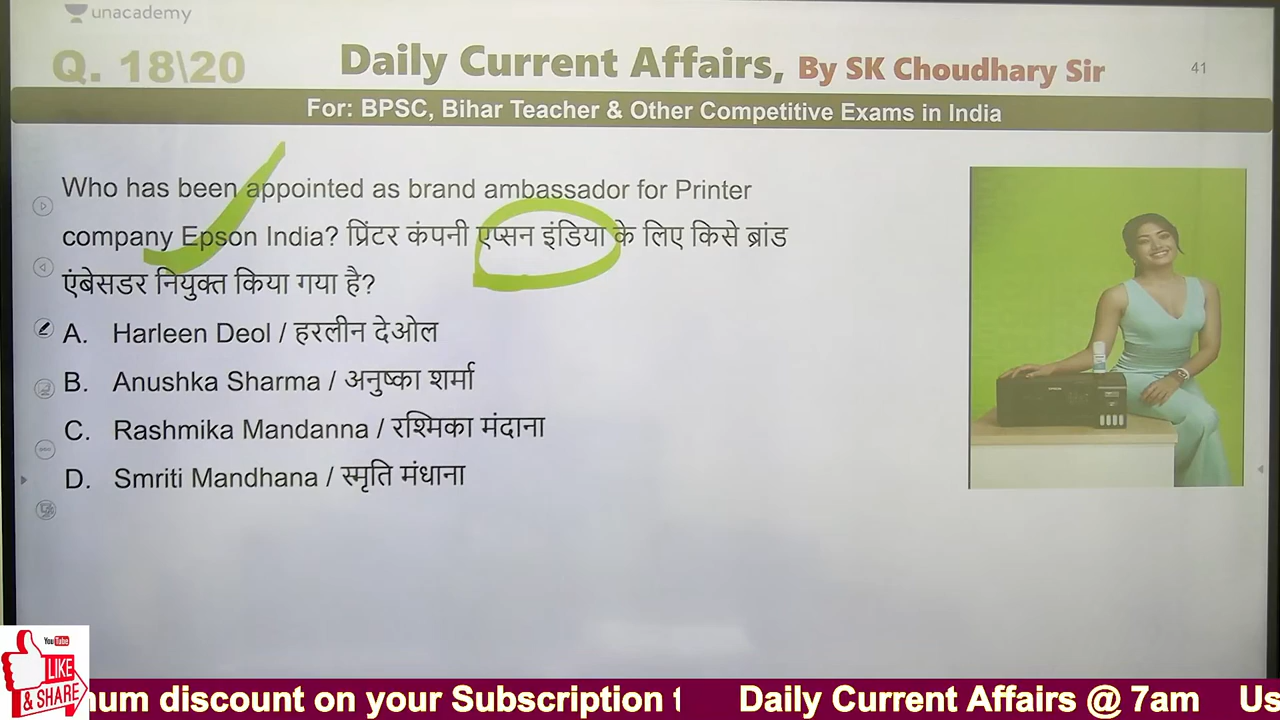 unacademy
Q. 18\20
Daily Current Affairs, By SK Choudhary Sir
41
For: BPSC, Bihar Teacher & Other Competitive Exams in India
Who has been appointed as brand ambassador for Printer
company Epson India? प्रिंटर कंपनी एप्सन इंडिया के लिए किसे ब्रांड
एंबेसडर नियुक्त किया गया है?
A. Harleen Deol / हरलीन देओल
B. Anushka Sharma / अनुष्का शर्मा
C. Rashmika Mandanna / रश्मिका मंदाना
D. Smriti Mandhana / स्मृति मंधाना
YouTube
LIKE
& SHARE
num discount on your Subscription t Daily Current Affairs @ 7am Us